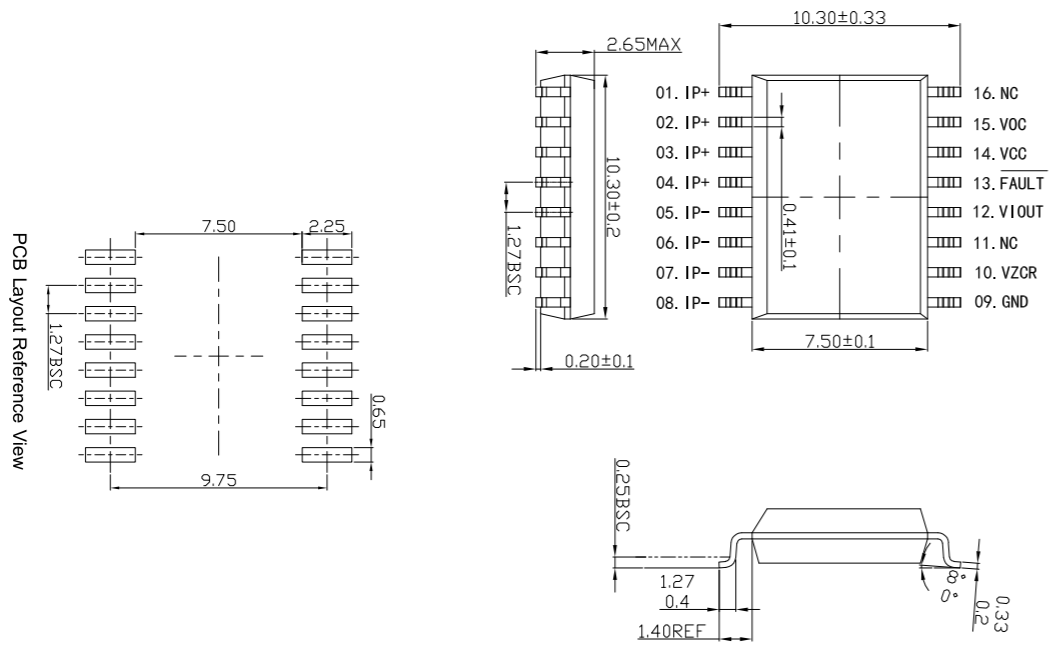 10.30±0.33
2.65MAX
01. IP+
02. IP+
03. IP+
04. IP+
05. IP-
06. IP-
07. IP-
08. IP-
16. NC
15. VOC
14. VCC
13. FAULT
12. VIOUT
11. NC
10. VZCR
09. GND
10.30±0.2
1.27BSC
0.41±0.1
0.20±0.1
7.50±0.1
PCB Layout Reference View
7.50
2.25
1.27BSC
0.65
9.75
0.25BSC
1.27
0.4
1.40REF
8°
0°
0.33
0.2